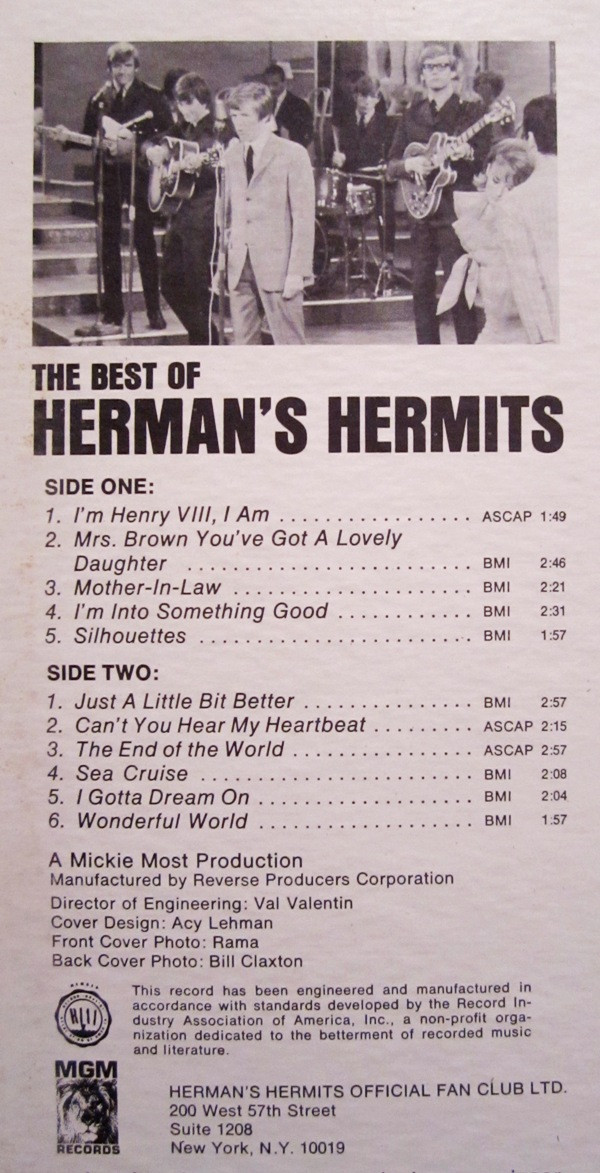 THE BEST OF
HERMAN'S HERMITS
SIDE ONE:
1. I'm Henry VIII, I Am .................. ASCAP 1:49
2. Mrs. Brown You've Got A Lovely
Daughter ........................ BMI 2:46
3. Mother-In-Law .................... BMI 2:21
4. I'm Into Something Good ............ BMI 2:31
5. Silhouettes ....................... BMI 1:57
SIDE TWO:
1. Just A Little Bit Better ............... BMI 2:57
2. Can't You Hear My Heartbeat ......... ASCAP 2:15
3. The End of the World ................ ASCAP 2:57
4. Sea Cruise ........................ BMI 2:08
5. I Gotta Dream On ................... BMI 2:04
6. Wonderful World ................... BMI 1:57
A Mickie Most Production
Manufactured by Reverse Producers Corporation
Director of Engineering: Val Valentin
Cover Design: Acy Lehman
Front Cover Photo: Rama
Back Cover Photo: Bill Claxton
This record has been engineered and manufactured in
accordance with standards developed by the Record In-
dustry Association of America, Inc., a non-profit orga-
nization dedicated to the betterment of recorded music
and literature.
MGM
RECORDS
HERMAN'S HERMITS OFFICIAL FAN CLUB LTD.
200 West 57th Street
Suite 1208
New York, N.Y. 10019